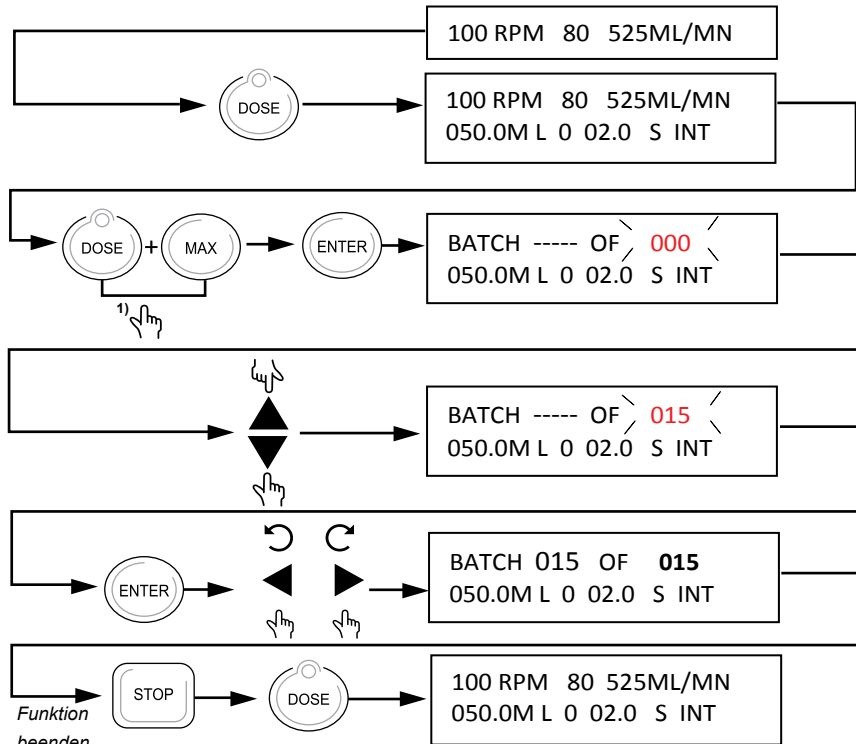 100 RPM 80 525ML/MN
DOSE
100 RPM 80 525ML/MN
050.0M L 0 02.0 S INT
DOSE + MAX ENTER
1)
BATCH ----- OF 000
050.0M L 0 02.0 S INT
BATCH ----- OF 015
050.0M L 0 02.0 S INT
ENTER
BATCH 015 OF 015
050.0M L 0 02.0 S INT
STOP DOSE
100 RPM 80 525ML/MN
050.0M L 0 02.0 S INT
Funktion
beenden